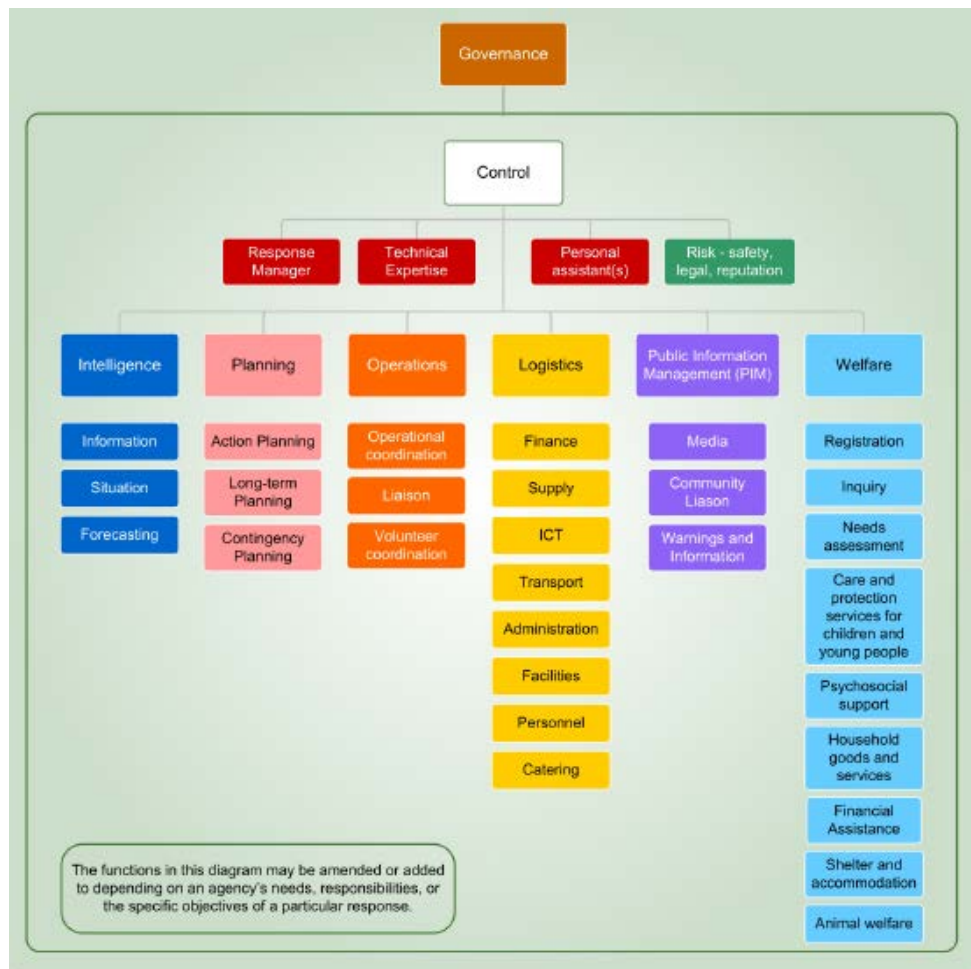 Governance
Control
Response
Manager
Technical
Expertise
Personal
assistant(s)
Risk - safety,
legal, reputation
Intelligence
Planning
Operations
Logistics
Public Information
Management (PIM)
Welfare
Information
Situation
Forecasting
Action Planning
Long-term
Planning
Contingency
Planning
Operational
coordination
Liaison
Volunteer
coordination
Finance
Supply
ICT
Transport
Administration
Facilities
Personnel
Catering
Media
Community
Liason
Warnings and
Information
Registration
Inquiry
Needs
assessment
Care and
protection
services for
children and
young people
Psychosocial
support
Household
goods and
services
Financial
Assistance
Shelter and
accommodation
Animal welfare
The functions in this diagram may be amended or added
to depending on an agency's needs, responsibilities, or
the specific objectives of a particular response.